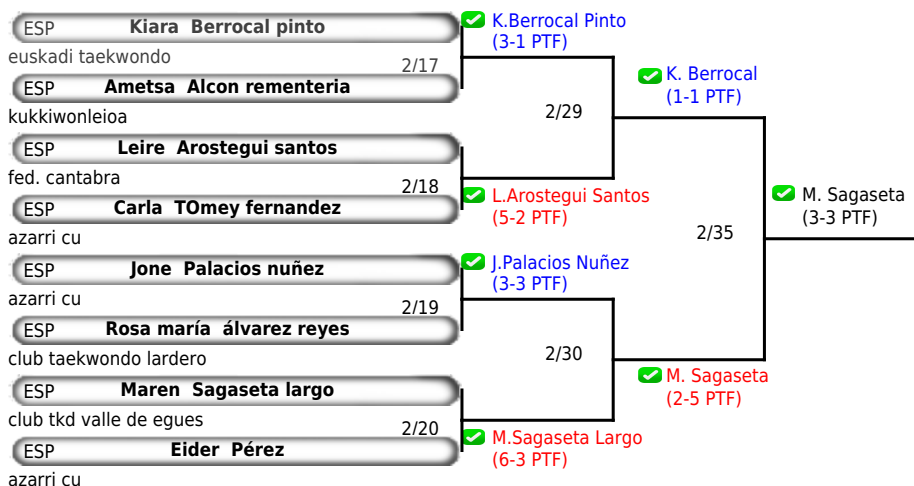 ESP Kiara Berrocal pinto
euskadi taekwondo
2/17
ESP Ametsa Alcon rementeria
kukkiwonleioa
ESP Leire Arostegui santos
fed. cantabra
2/18
ESP Carla TOmey fernandez
azarri cu
ESP Jone Palacios nuñez
azarri cu
2/19
ESP Rosa maría álvarez reyes
club taekwondo lardero
ESP Maren Sagaseta largo
club tkd valle de egues
2/20
ESP Eider Pérez
azarri cu
K.Berrocal Pinto
(3-1 PTF)
2/29
L.Arostegui Santos
(5-2 PTF)
J.Palacios Nuñez
(3-3 PTF)
2/30
M.Sagaseta Largo
(6-3 PTF)
K. Berrocal
(1-1 PTF)
2/35
M. Sagaseta
(2-5 PTF)
M. Sagaseta
(3-3 PTF)